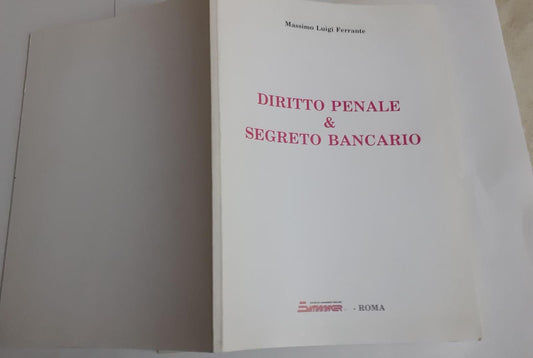 Massimo Luigi Ferrante
DIRITTO PENALE
&
SEGRETO BANCARIO
- ROMA